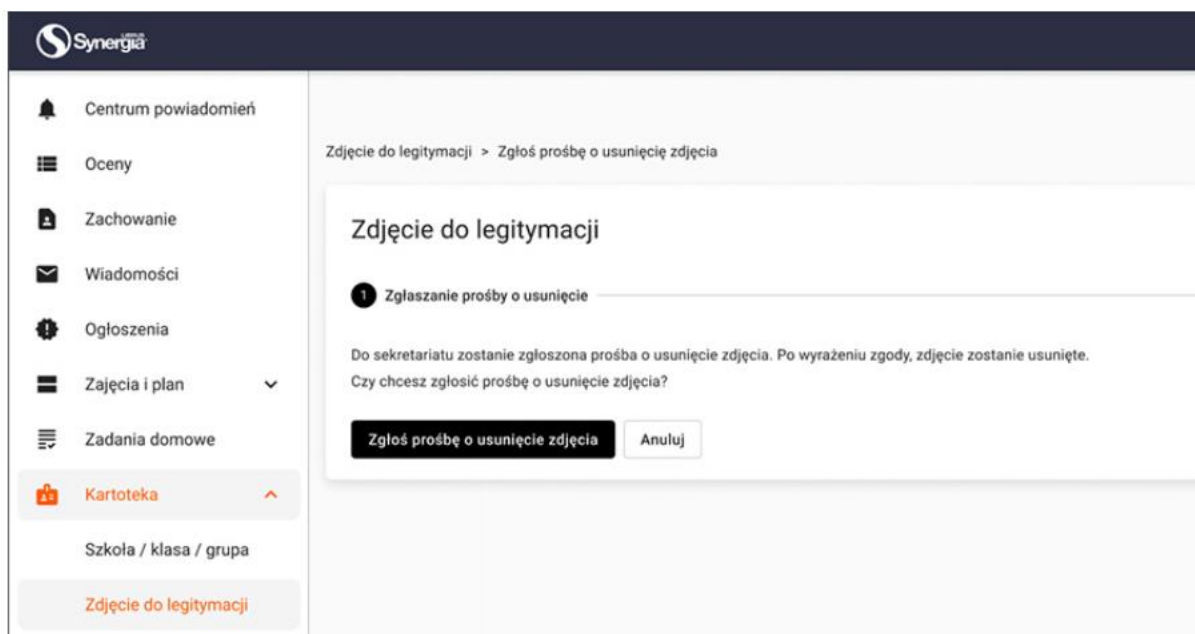 LIBRUS
Synergia
Centrum powiadomień
Oceny
Zachowanie
Wiadomości
Ogłoszenia
Zajęcia i plan
Zadania domowe
Kartoteka
Szkoła / klasa / grupa
Zdjęcie do legitymacji
Zdjęcie do legitymacji > Zgłoś prośbę o usunięcię zdjęcia
Zdjęcie do legitymacji
1 Zgłaszanie prośby o usunięcie
Do sekretariatu zostanie zgłoszona prośba o usunięcie zdjęcia. Po wyrażeniu zgody, zdjęcie zostanie usunięte.
Czy chcesz zgłosić prośbę o usunięcie zdjęcia?
Zgłoś prośbę o usunięcie zdjęcia Anuluj